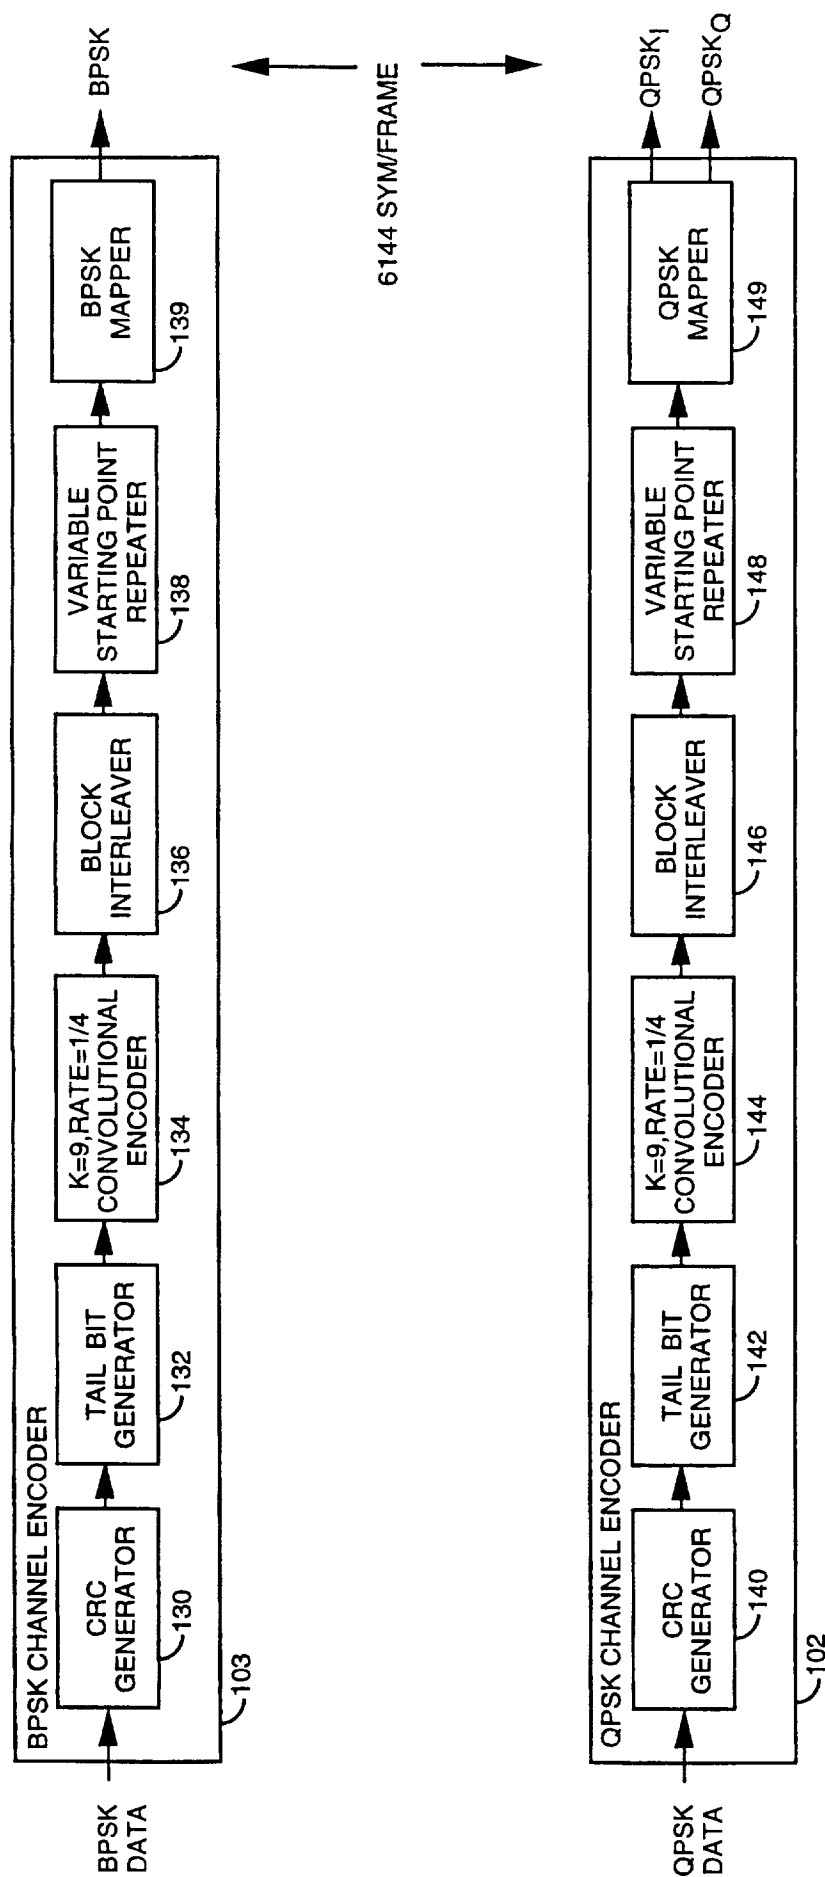 BPSK CHANNEL ENCODER
BPSK
DATA
CRC
GENERATOR
130
TAIL BIT
GENERATOR
132
K=9,RATE=1/4
CONVOLUTIONAL
ENCODER
134
BLOCK
INTERLEAVER
136
VARIABLE
STARTING POINT
REPEATER
138
BPSK
MAPPER
139
BPSK
103
6144 SYM/FRAME
QPSK CHANNEL ENCODER
QPSK
DATA
CRC
GENERATOR
140
TAIL BIT
GENERATOR
142
K=9,RATE=1/4
CONVOLUTIONAL
ENCODER
144
BLOCK
INTERLEAVER
146
VARIABLE
STARTING POINT
REPEATER
148
QPSK
MAPPER
149
QPSKI
QPSKQ
102